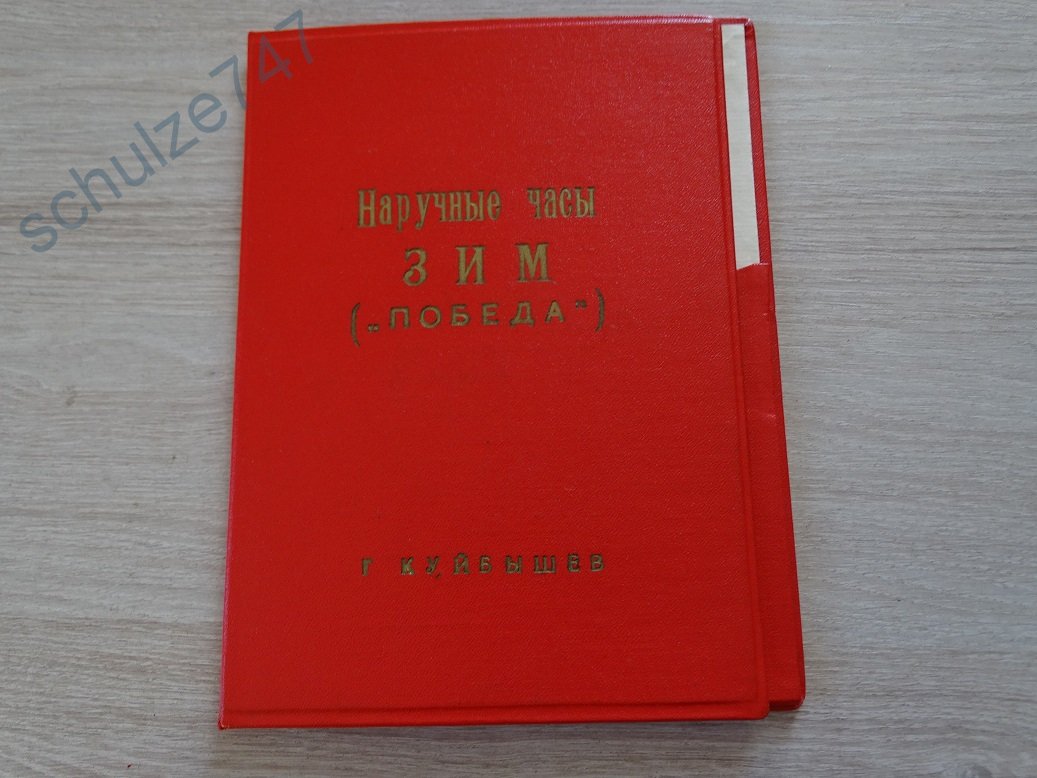 schulze747
Наручные часы
ЗИМ
(„ПОБЕДА“)
Г КУЙБЫШЕВ